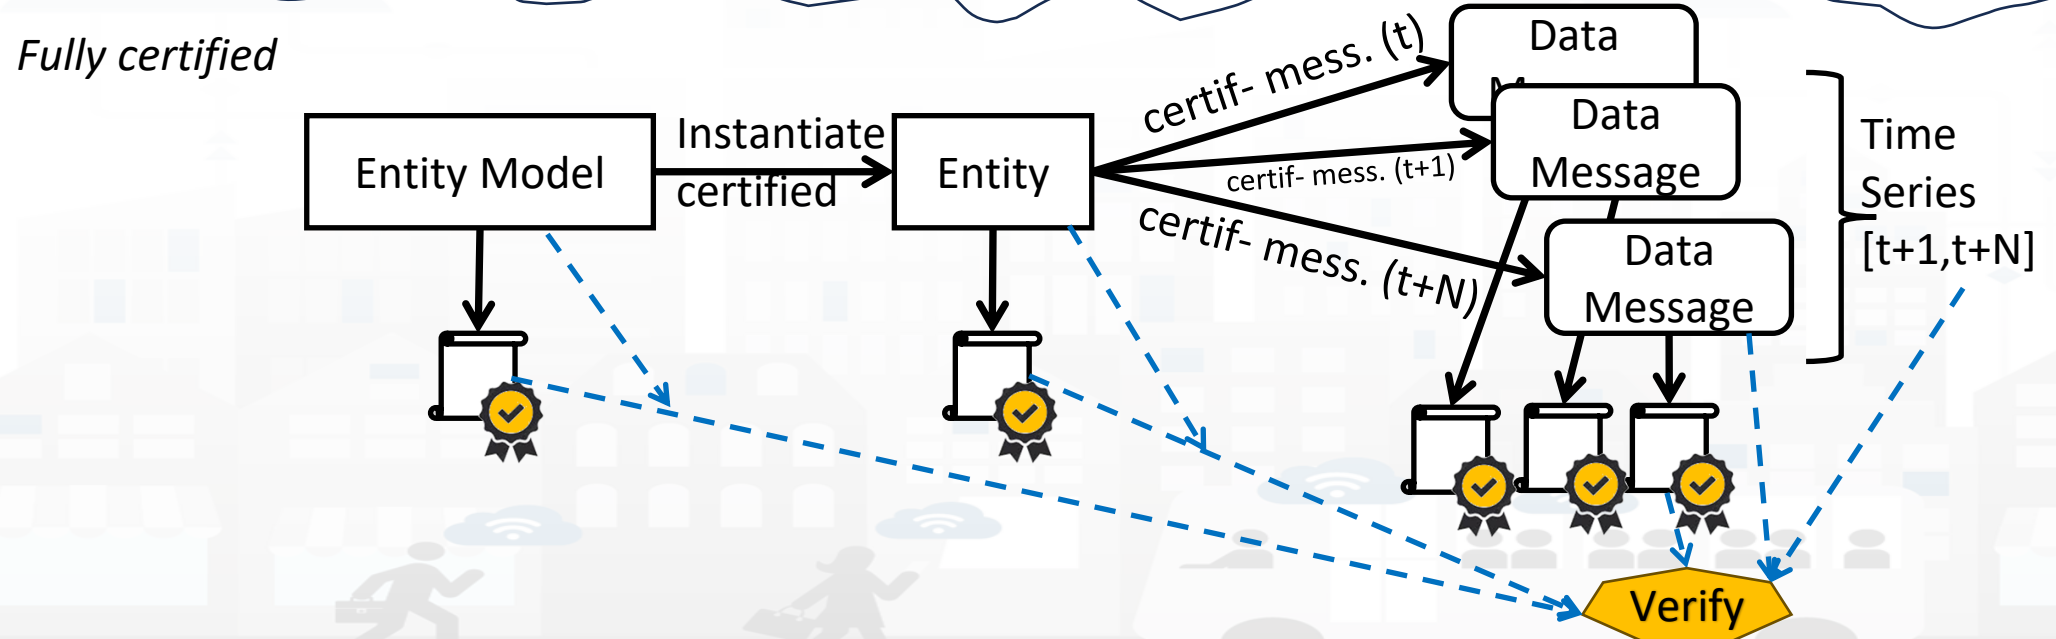 Fully certified
Entity Model
Instantiate
certified
Entity
certif- mess. (t)
certif- mess. (t+1)
certif- mess. (t+N)
Data
Data
Message
Data
Message
Time
Series
[t+1,t+N]
Verify